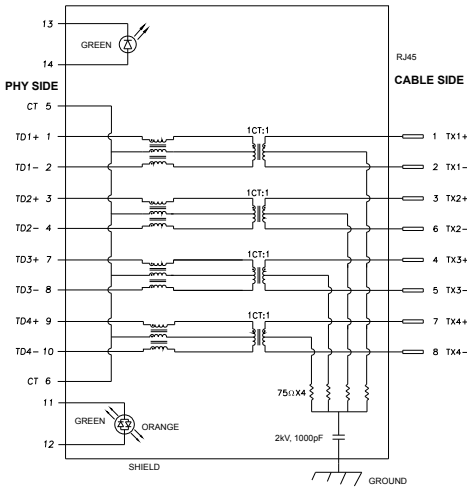 13
GREEN
14
RJ45
PHY SIDE
CABLE SIDE
CT 5
1CT:1
TD1+ 1
1 TX1+
TD1- 2
2 TX1-
1CT:1
TD2+ 3
3 TX2+
TD2- 4
6 TX2-
1CT:1
TD3+ 7
4 TX3+
TD3- 8
5 TX3-
1CT:1
TD4+ 9
7 TX4+
TD4- 10
8 TX4-
CT 6
75ΩX4
11
GREEN
ORANGE
12
2kV, 1000pF
SHIELD
GROUND